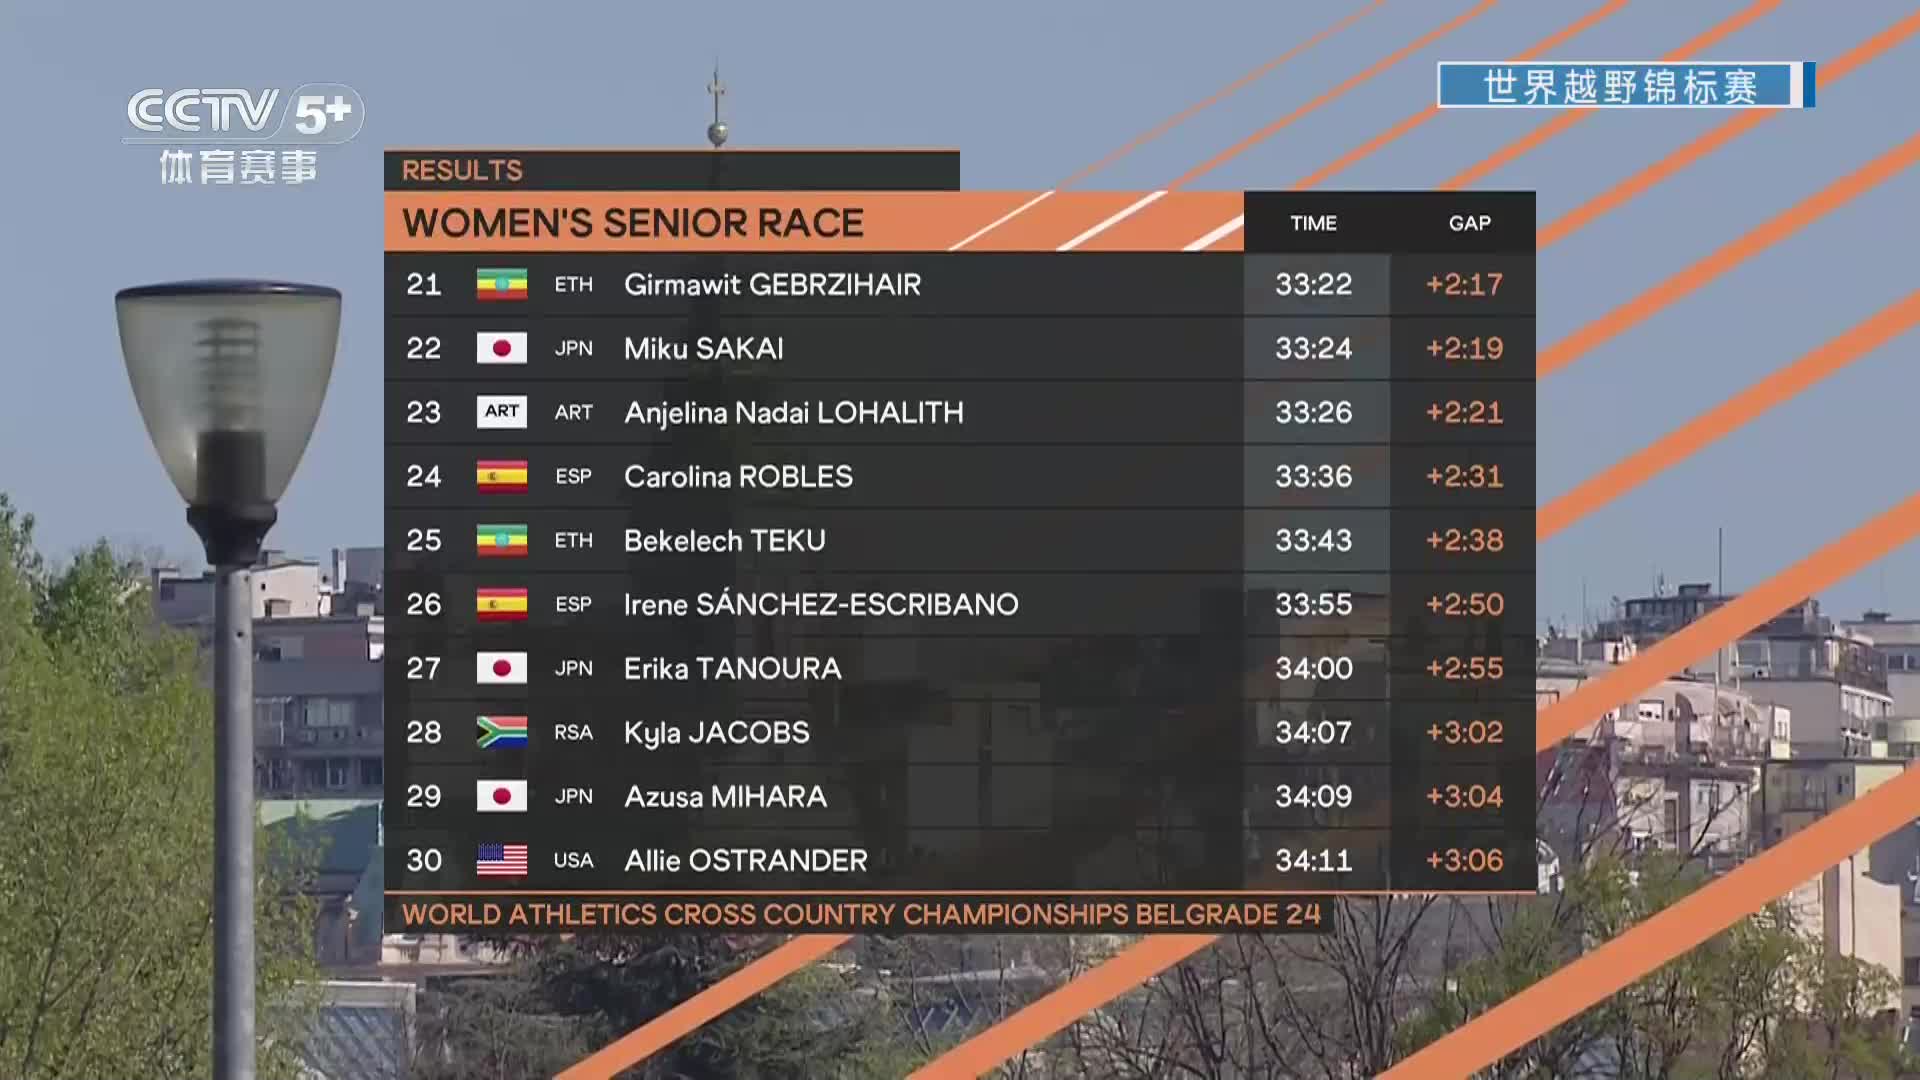 CCTV 5+
体育赛事
世界越野锦标赛
RESULTS
WOMEN'S SENIOR RACE TIME GAP
21 ETH Girmawit GEBRZIHAIR 33:22 +2:17
22 JPN Miku SAKAI 33:24 +2:19
23 ART ART Anjelina Nadai LOHALITH 33:26 +2:21
24 ESP Carolina ROBLES 33:36 +2:31
25 ETH Bekelech TEKU 33:43 +2:38
26 ESP Irene SÁNCHEZ-ESCRIBANO 33:55 +2:50
27 JPN Erika TANOURA 34:00 +2:55
28 RSA Kyla JACOBS 34:07 +3:02
29 JPN Azusa MIHARA 34:09 +3:04
30 USA Allie OSTRANDER 34:11 +3:06
WORLD ATHLETICS CROSS COUNTRY CHAMPIONSHIPS BELGRADE 24